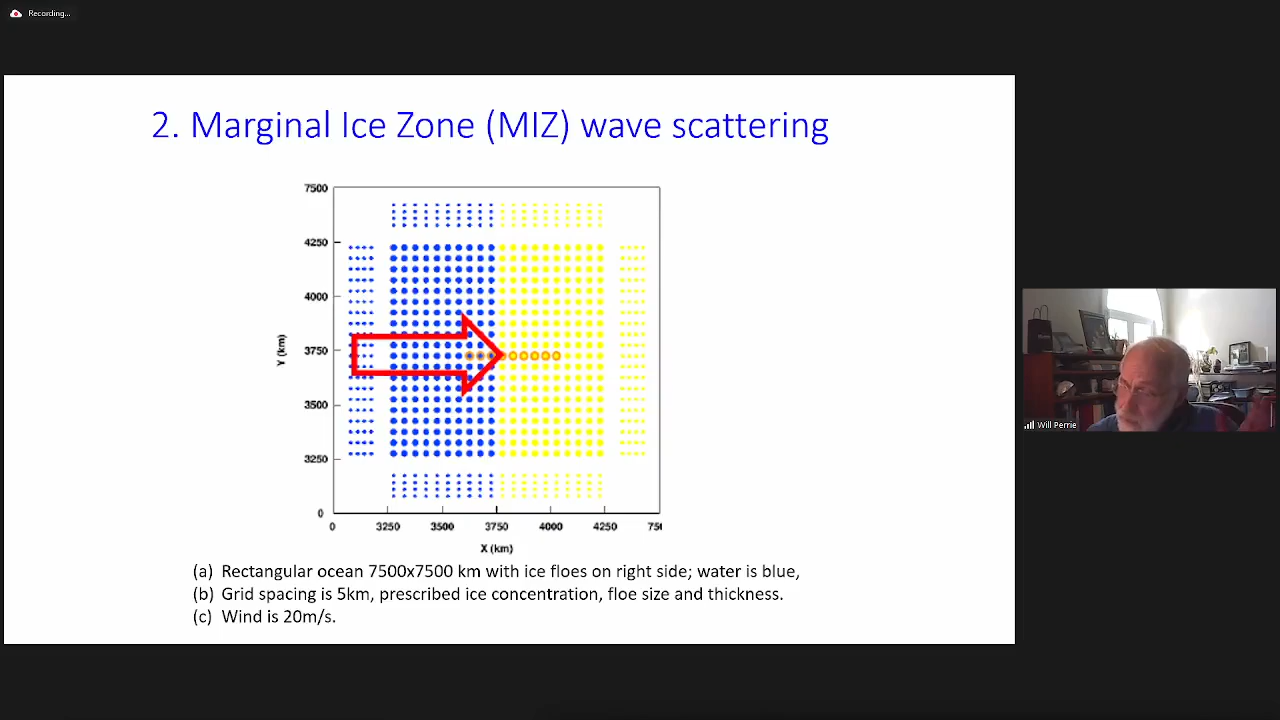 Recording...
2. Marginal Ice Zone (MIZ) wave scattering
7500
4250
4000
3750
3500
3250
0
Y (km)
0 3250 3500 3750 4000 4250 750
X (km)
(a) Rectangular ocean 7500x7500 km with ice floes on right side; water is blue,
(b) Grid spacing is 5km, prescribed ice concentration, floe size and thickness.
(c) Wind is 20m/s.
Will Perrie